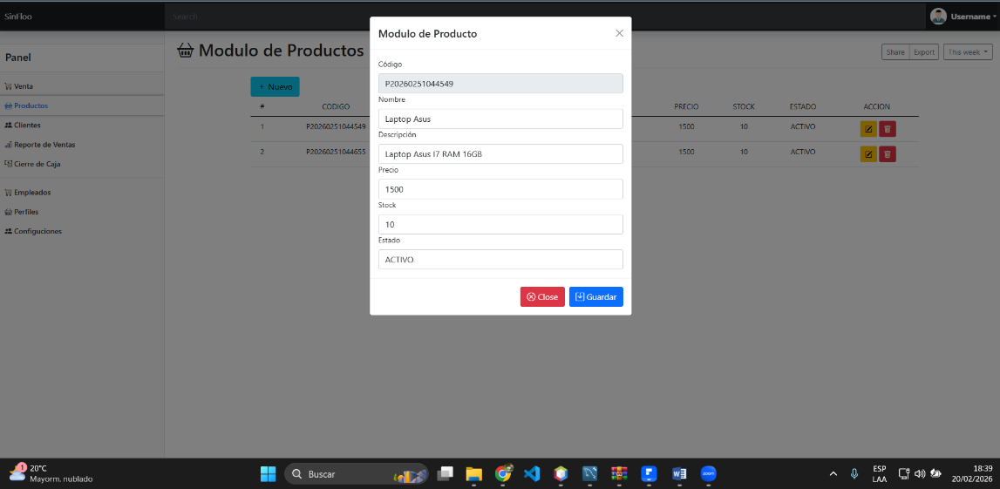 SinFloo
Search
Username
Panel
Venta
Productos
Clientes
Reporte de Ventas
Cierre de Caja
Empleados
Perfiles
Configuciones
Modulo de Productos
Share Export This week
+ Nuevo
# CODIGO PRECIO STOCK ESTADO ACCION
1 P20260251044549 1500 10 ACTIVO
2 P20260251044655 1500 10 ACTIVO
Modulo de Producto
Código
P20260251044549
Nombre
Laptop Asus
Descripción
Laptop Asus I7 RAM 16GB
Precio
1500
Stock
10
Estado
ACTIVO
Close Guardar
1
20°C
Mayorm. nublado
Buscar
zoom
ESP
LAA
18:39
20/02/2026